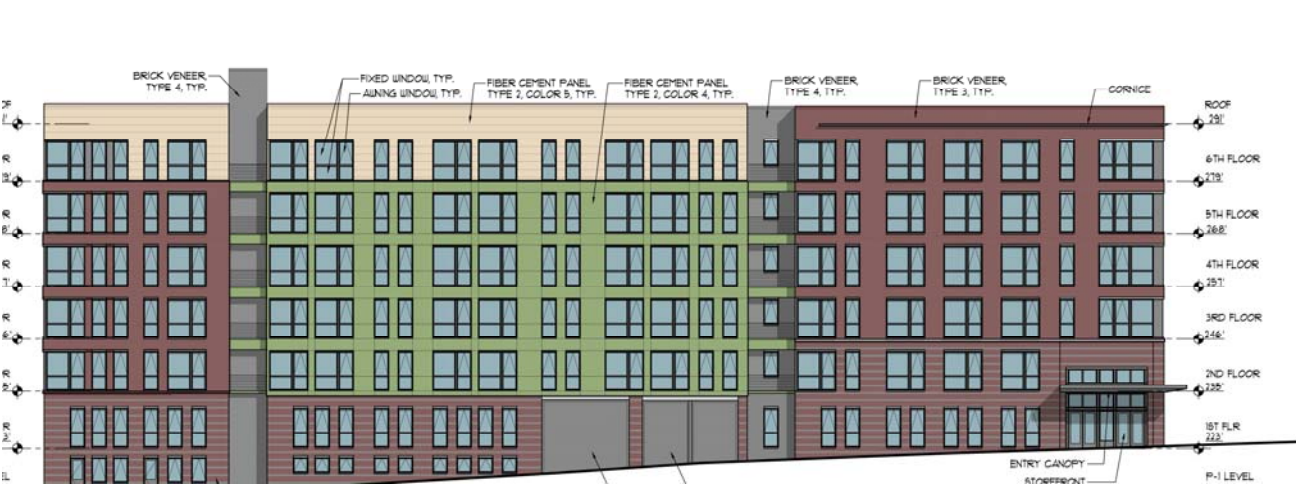 BRICK VENEER,
TYPE 4, TYP.
FIXED WINDOW, TYP.
AWNING WINDOW, TYP.
FIBER CEMENT PANEL
TYPE 2, COLOR 5, TYP.
FIBER CEMENT PANEL
TYPE 2, COLOR 4, TYP.
BRICK VENEER,
TYPE 4, TYP.
BRICK VENEER,
TYPE 3, TYP.
CORNICE
ROOF
291'
6TH FLOOR
279'
5TH FLOOR
268'
4TH FLOOR
257'
3RD FLOOR
246'
2ND FLOOR
235'
1ST FLR
223'
P-1 LEVEL
ENTRY CANOPY
STOREFRONT